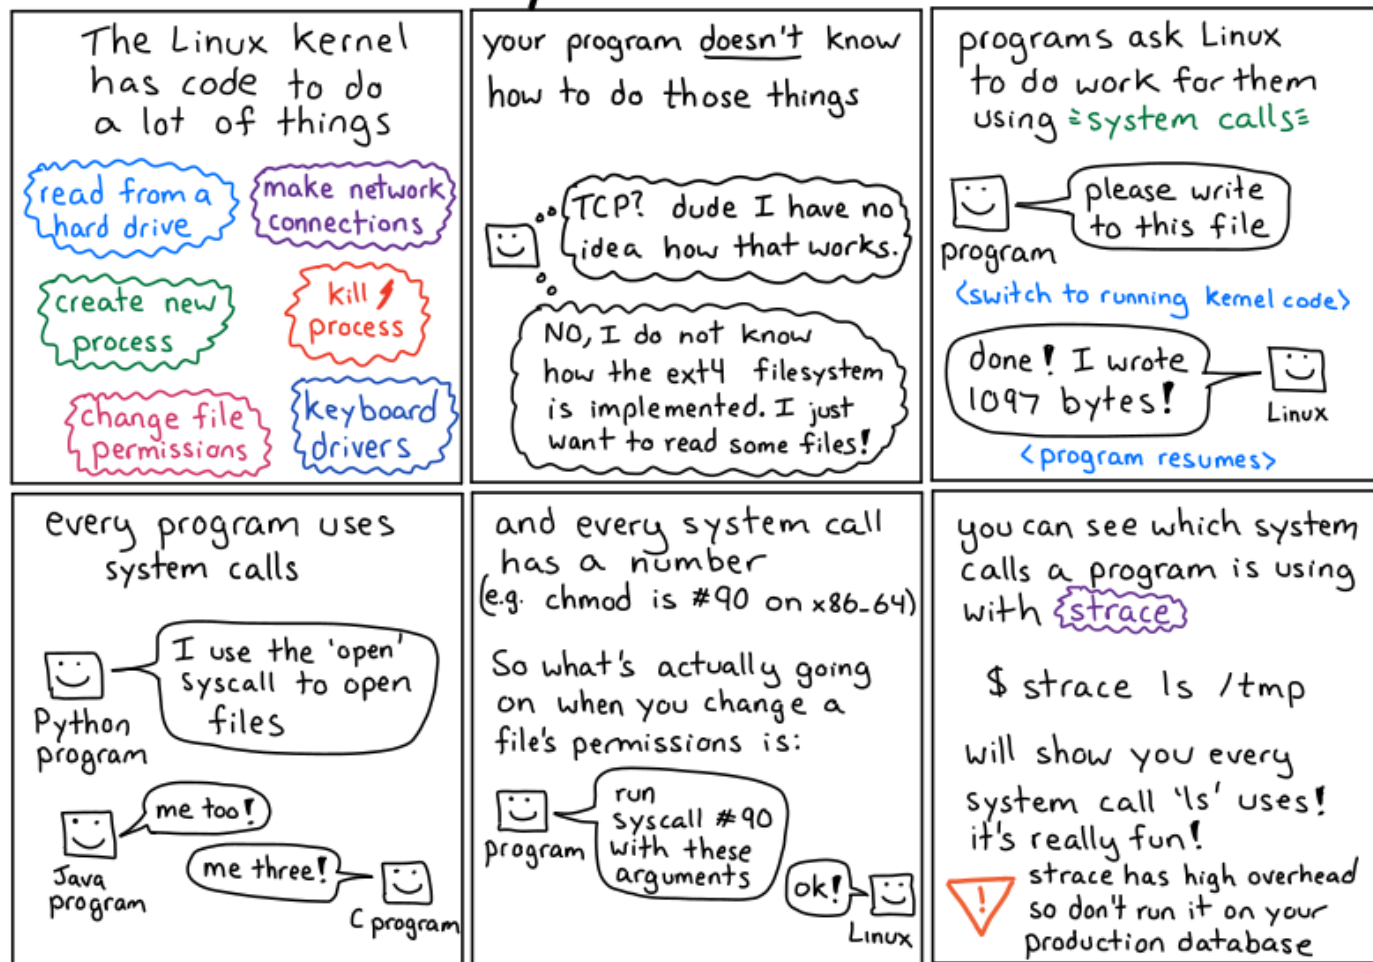 The Linux kernel
has code to do
a lot of things
read from a
hard drive
make network
connections
create new
process
kill
process
change file
permissions
keyboard
drivers
your program doesn't know
how to do those things
TCP? dude I have no
idea how that works.
NO, I do not know
how the ext4 filesystem
is implemented. I just
want to read some files!
programs ask Linux
to do work for them
using system calls
please write
to this file
program
<switch to running kernel code>
done! I wrote
1097 bytes!
Linux
<program resumes>
every program uses
system calls
I use the 'open'
syscall to open
files
Python
program
me too!
Java
program
me three!
C program
and every system call
has a number
(e.g. chmod is #90 on x86-64)
So what's actually going
on when you change a
file's permissions is:
run
syscall #90
with these
arguments
program
ok!
Linux
you can see which system
calls a program is using
with strace
$ strace ls /tmp
will show you every
system call 'ls' uses!
it's really fun!
!
strace has high overhead
so don't run it on your
production database